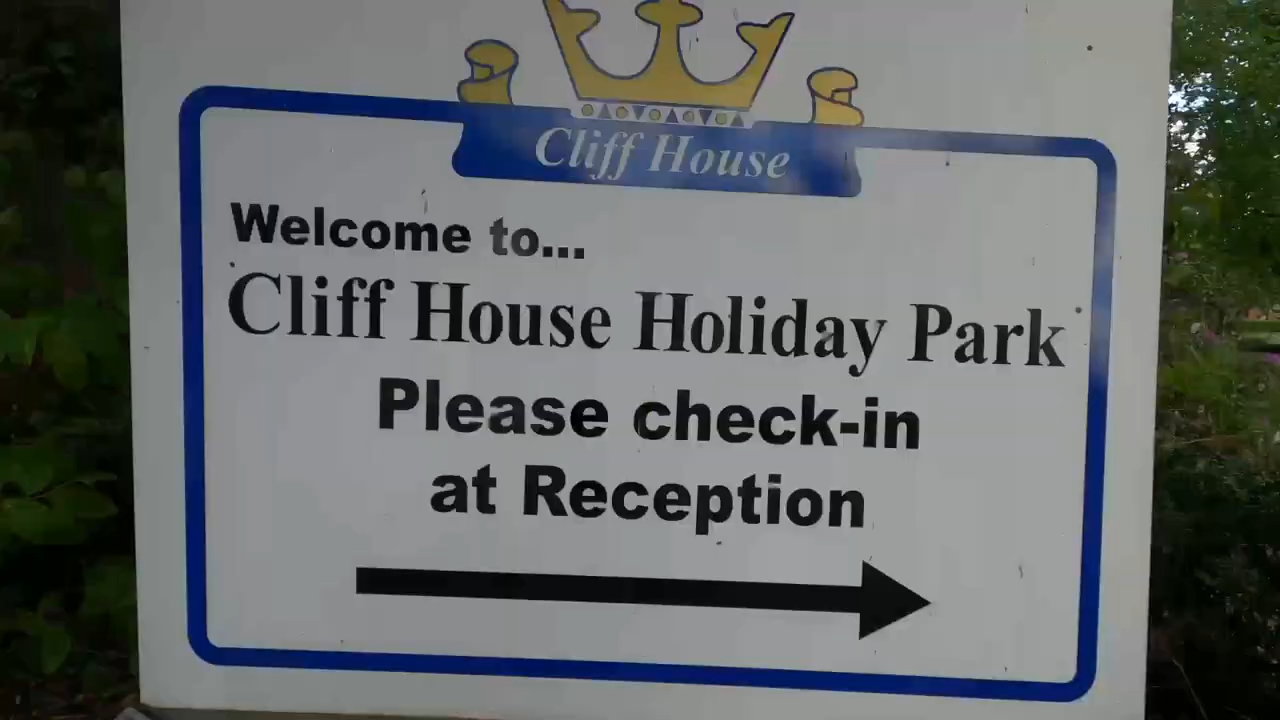 Cliff House
Welcome to...
Cliff House Holiday Park
Please check-in
at Reception